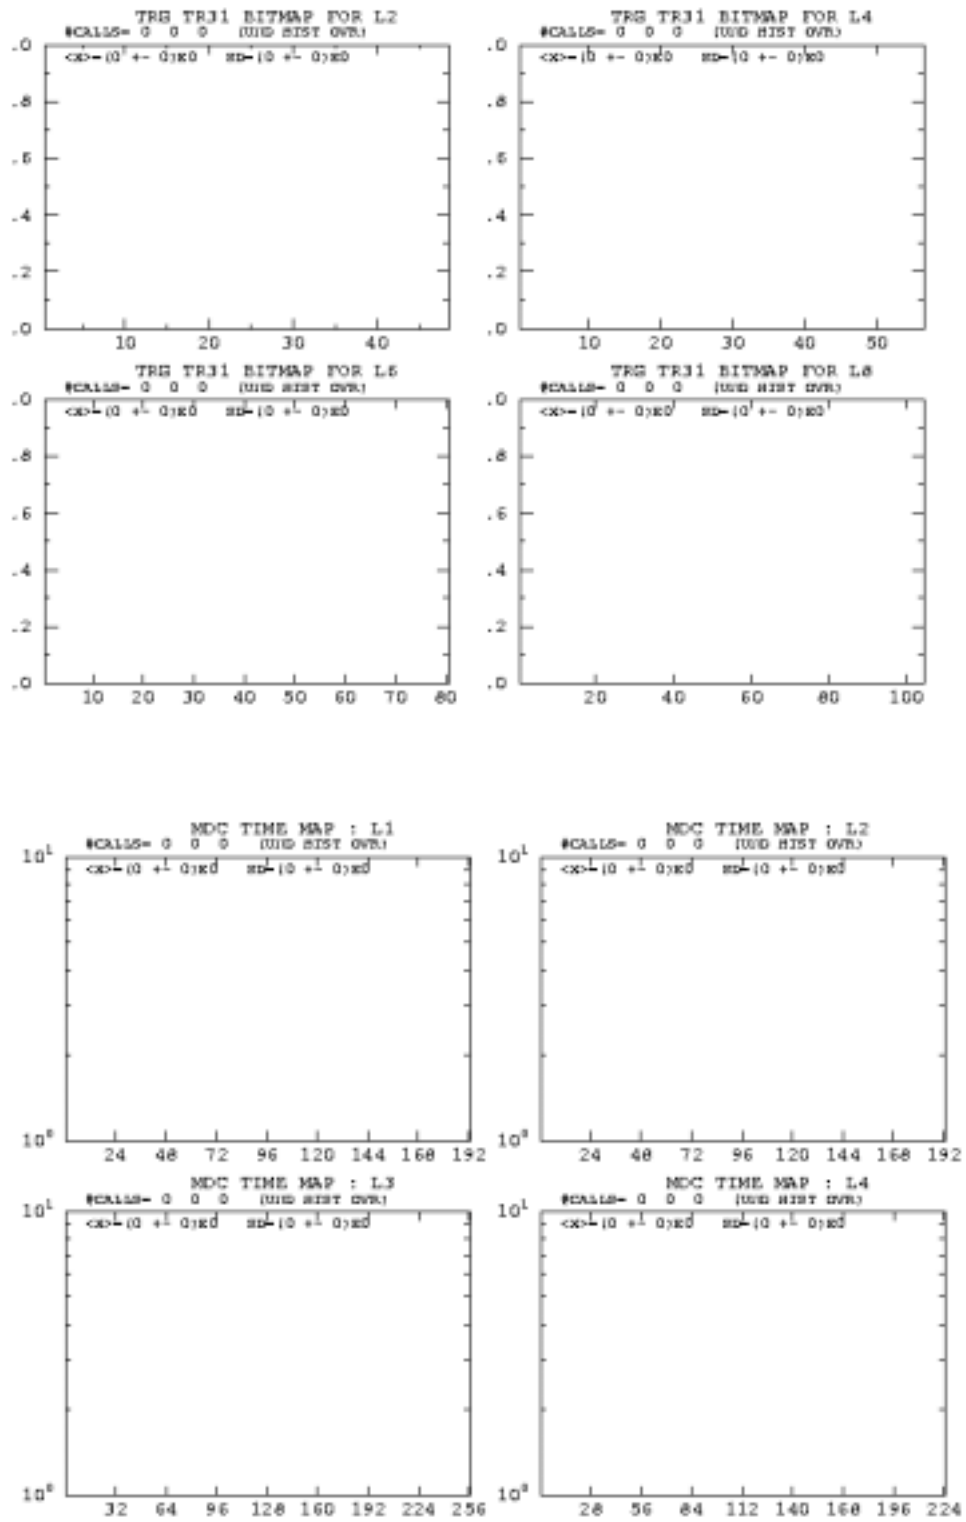 TRG TR31 BITMAP FOR L2
#CALLS= 0 0 0 (UND HIST OVR)
<X>=(0 +- 0)E0 SD=(0 +- 0)E0
.0
.8
.6
.4
.2
.0
10 20 30 40
TRG TR31 BITMAP FOR L4
#CALLS= 0 0 0 (UND HIST OVR)
<X>=(0 +- 0)E0 SD=(0 +- 0)E0
.0
.8
.6
.4
.2
.0
10 20 30 40 50
TRG TR31 BITMAP FOR L6
#CALLS= 0 0 0 (UND HIST OVR)
<X>=(0 +- 0)E0 SD=(0 +- 0)E0
.0
.8
.6
.4
.2
.0
10 20 30 40 50 60 70 80
TRG TR31 BITMAP FOR L8
#CALLS= 0 0 0 (UND HIST OVR)
<X>=(0 +- 0)E0 SD=(0 +- 0)E0
.0
.8
.6
.4
.2
.0
20 40 60 80 100
MDC TIME MAP : L1
#CALLS= 0 0 0 (UND HIST OVR)
<X>=(0 +- 0)E0 SD=(0 +- 0)E0
10¹
10⁰
24 48 72 96 120 144 168 192
MDC TIME MAP : L2
#CALLS= 0 0 0 (UND HIST OVR)
<X>=(0 +- 0)E0 SD=(0 +- 0)E0
10¹
10⁰
24 48 72 96 120 144 168 192
MDC TIME MAP : L3
#CALLS= 0 0 0 (UND HIST OVR)
<X>=(0 +- 0)E0 SD=(0 +- 0)E0
10¹
10⁰
32 64 96 128 160 192 224 256
MDC TIME MAP : L4
#CALLS= 0 0 0 (UND HIST OVR)
<X>=(0 +- 0)E0 SD=(0 +- 0)E0
10¹
10⁰
28 56 84 112 140 168 196 224